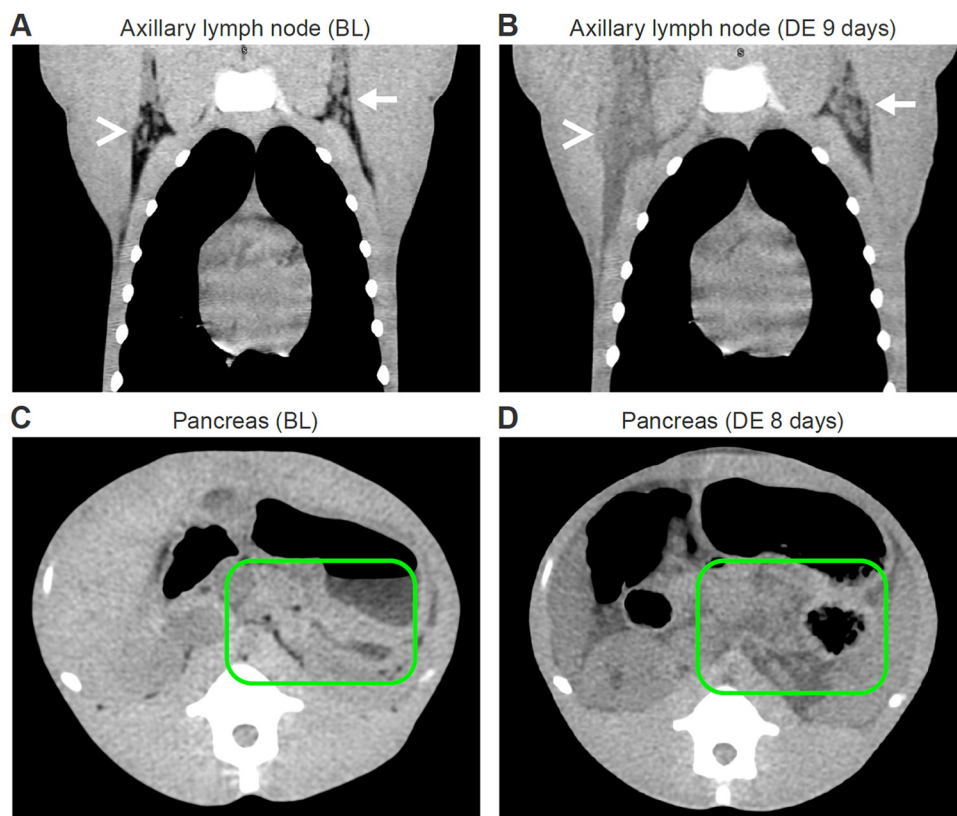 A Axillary lymph node (BL)
S
B Axillary lymph node (DE 9 days)
S
C Pancreas (BL)
D Pancreas (DE 8 days)